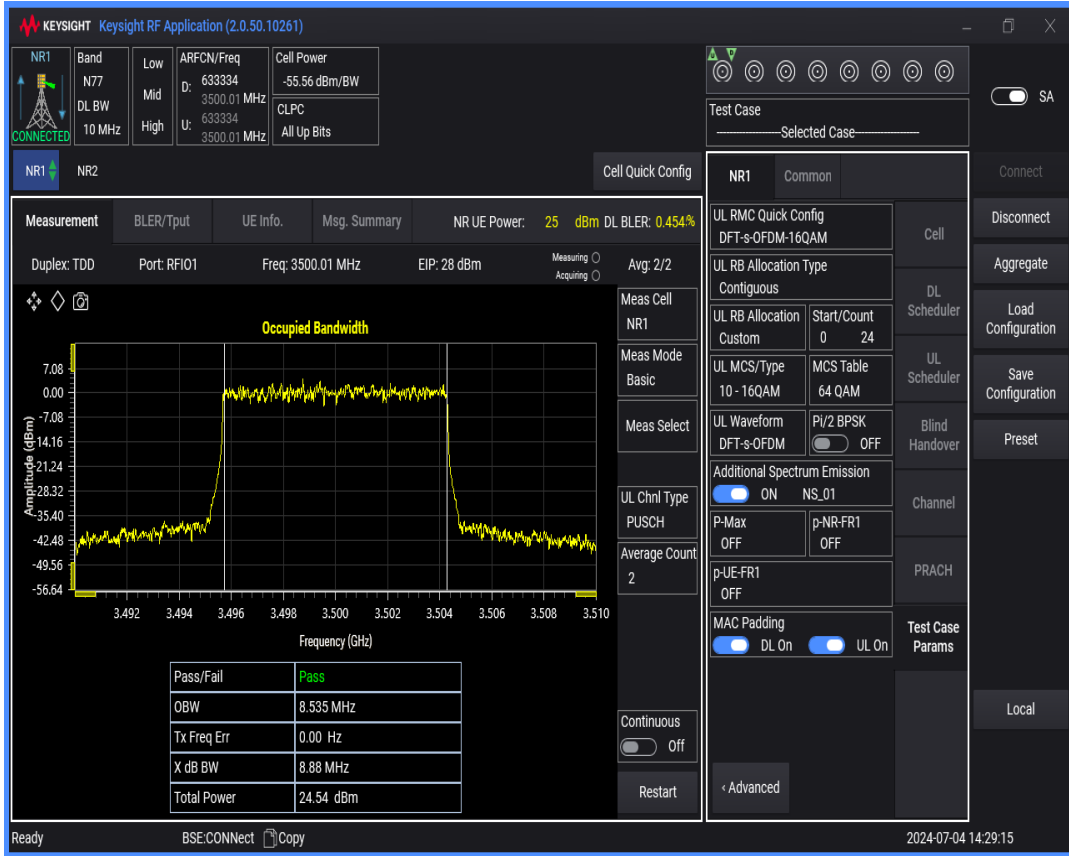 KEYSIGHT Keysight RF Application (2.0.50.10261)
NR1
CONNECTED
Band
N77
DL BW
10 MHz
Low
Mid
High
ARFCN/Freq
D: 633334
3500.01 MHz
U: 633334
3500.01 MHz
Cell Power
-55.56 dBm/BW
CLPC
All Up Bits
Test Case
Selected Case
SA
NR1 NR2 Cell Quick Config
Measurement BLER/Tput UE Info. Msg. Summary NR UE Power: 25 dBm DL BLER: 0.454%
Duplex: TDD Port: RFIO1 Freq: 3500.01 MHz EIP: 28 dBm Measuring Acquiring Avg: 2/2
Occupied Bandwidth
Amplitude (dBm)
7.08
0.00
-7.08
-14.16
-21.24
-28.32
-35.40
-42.48
-49.56
-56.64
3.492 3.494 3.496 3.498 3.500 3.502 3.504 3.506 3.508 3.510
Frequency (GHz)
Pass/Fail Pass
OBW 8.535 MHz
Tx Freq Err 0.00 Hz
X dB BW 8.88 MHz
Total Power 24.54 dBm
Meas Cell
NR1
Meas Mode
Basic
Meas Select
UL Chnl Type
PUSCH
Average Count
2
Continuous
Off
Restart
NR1 Common
UL RMC Quick Config
DFT-s-OFDM-16QAM
UL RB Allocation Type
Contiguous
UL RB Allocation
Custom
Start/Count
0 24
UL MCS/Type
10 - 16QAM
MCS Table
64 QAM
UL Waveform
DFT-s-OFDM
Pi/2 BPSK
OFF
Additional Spectrum Emission
ON NS_01
P-Max
OFF
p-NR-FR1
OFF
p-UE-FR1
OFF
MAC Padding
DL On UL On
‹ Advanced
Cell
DL
Scheduler
UL
Scheduler
Blind
Handover
Channel
PRACH
Test Case
Params
Connect
Disconnect
Aggregate
Load
Configuration
Save
Configuration
Preset
Local
Ready BSE:CONNect Copy 2024-07-04 14:29:15